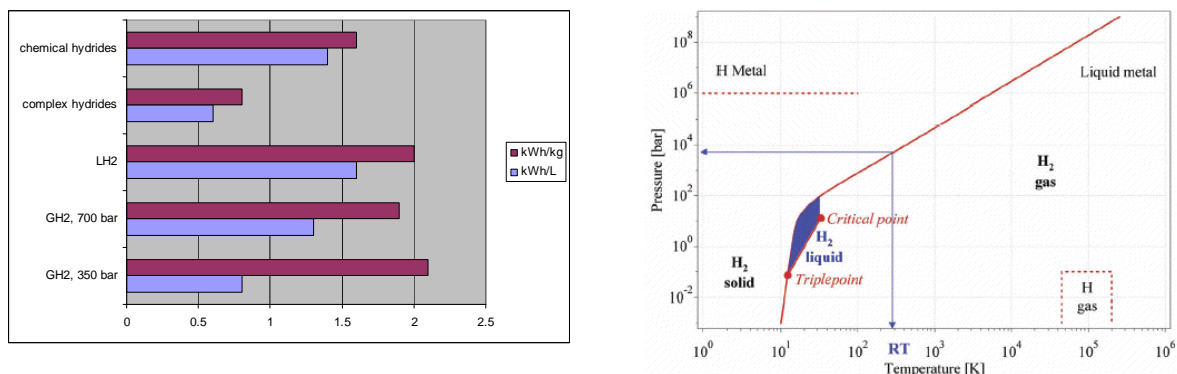 chemical hydrides
complex hydrides
LH2
GH2, 700 bar
GH2, 350 bar
0 0.5 1 1.5 2 2.5
kWh/kg
kWh/L
Pressure [bar]
10^8
10^6
10^4
10^2
10^0
10^-2
H Metal
Liquid metal
H₂
gas
Critical point
H₂
liquid
H₂
solid
Triplepoint
H
gas
10^0 10^1 10^2 RT 10^3 10^4 10^5 10^6
Temperature [K]